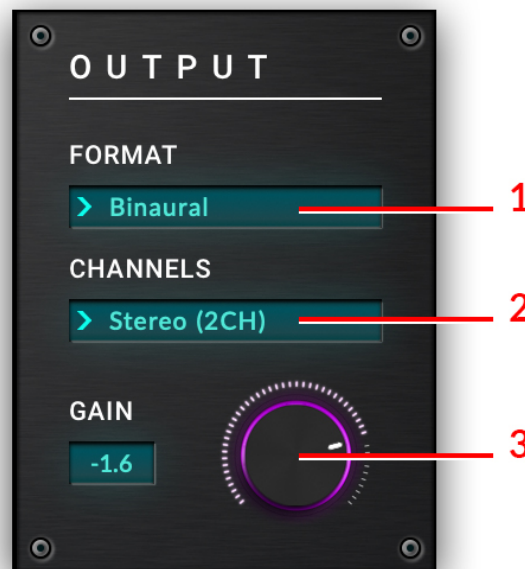 OUTPUT
FORMAT
Binaural
1
CHANNELS
Stereo (2CH)
2
GAIN
-1.6
3